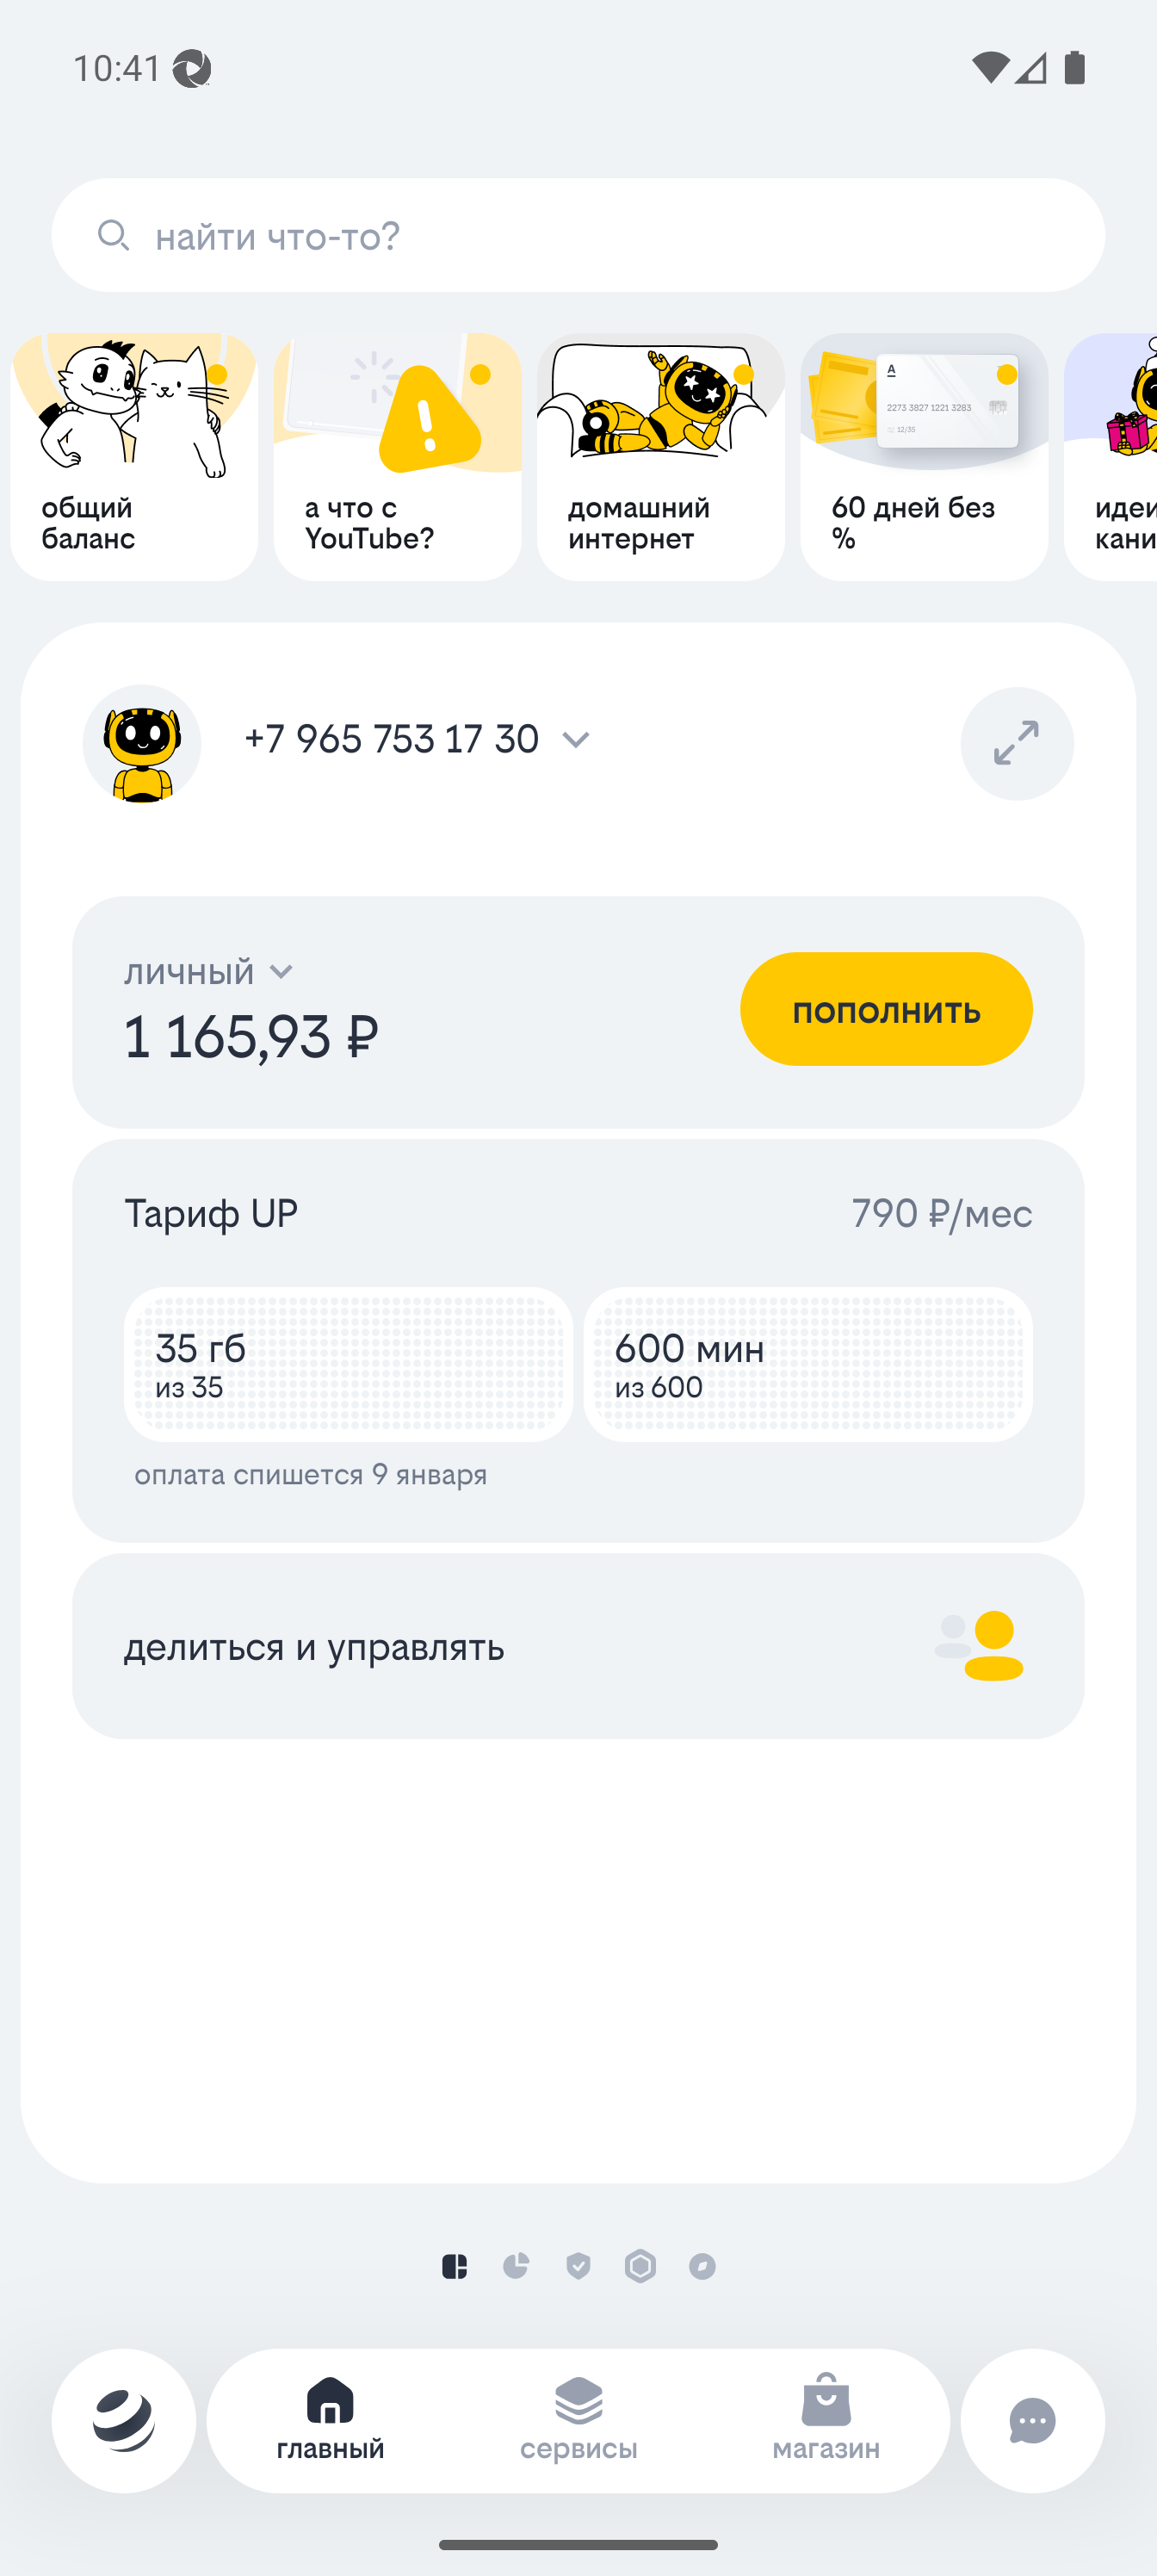 10:41
найти что-то?
общий
баланс
а что с
YouTube?
домашний
интернет
A
2273 3827 1221 3283
12/35
60 дней без
%
идеи
кани
+7 965 753 17 30
личный
1 165,93 ₽
пополнить
Тариф UP
790 ₽/мес
35 гб
из 35
600 мин
из 600
оплата спишется 9 января
делиться и управлять
главный
сервисы
магазин